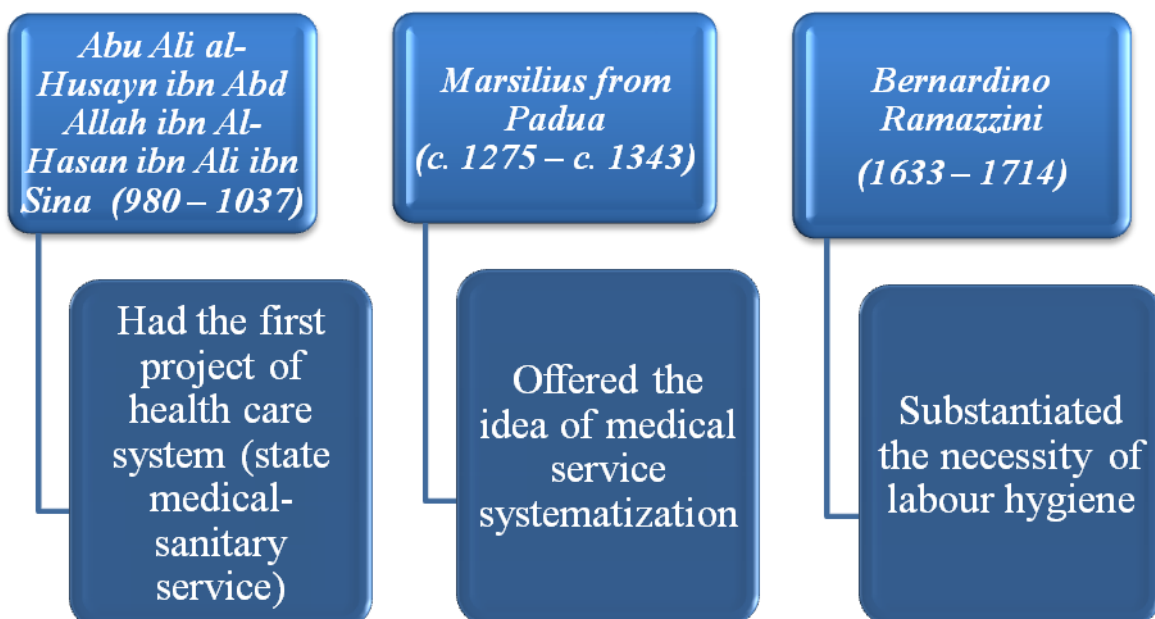 Abu Ali al-
Husayn ibn Abd
Allah ibn Al-
Hasan ibn Ali ibn
Sina (980 – 1037)
Had the first
project of
health care
system (state
medical-
sanitary
service)
Marsilius from
Padua
(c. 1275 – c. 1343)
Offered the
idea of medical
service
systematization
Bernardino
Ramazzini
(1633 – 1714)
Substantiated
the necessity of
labour hygiene